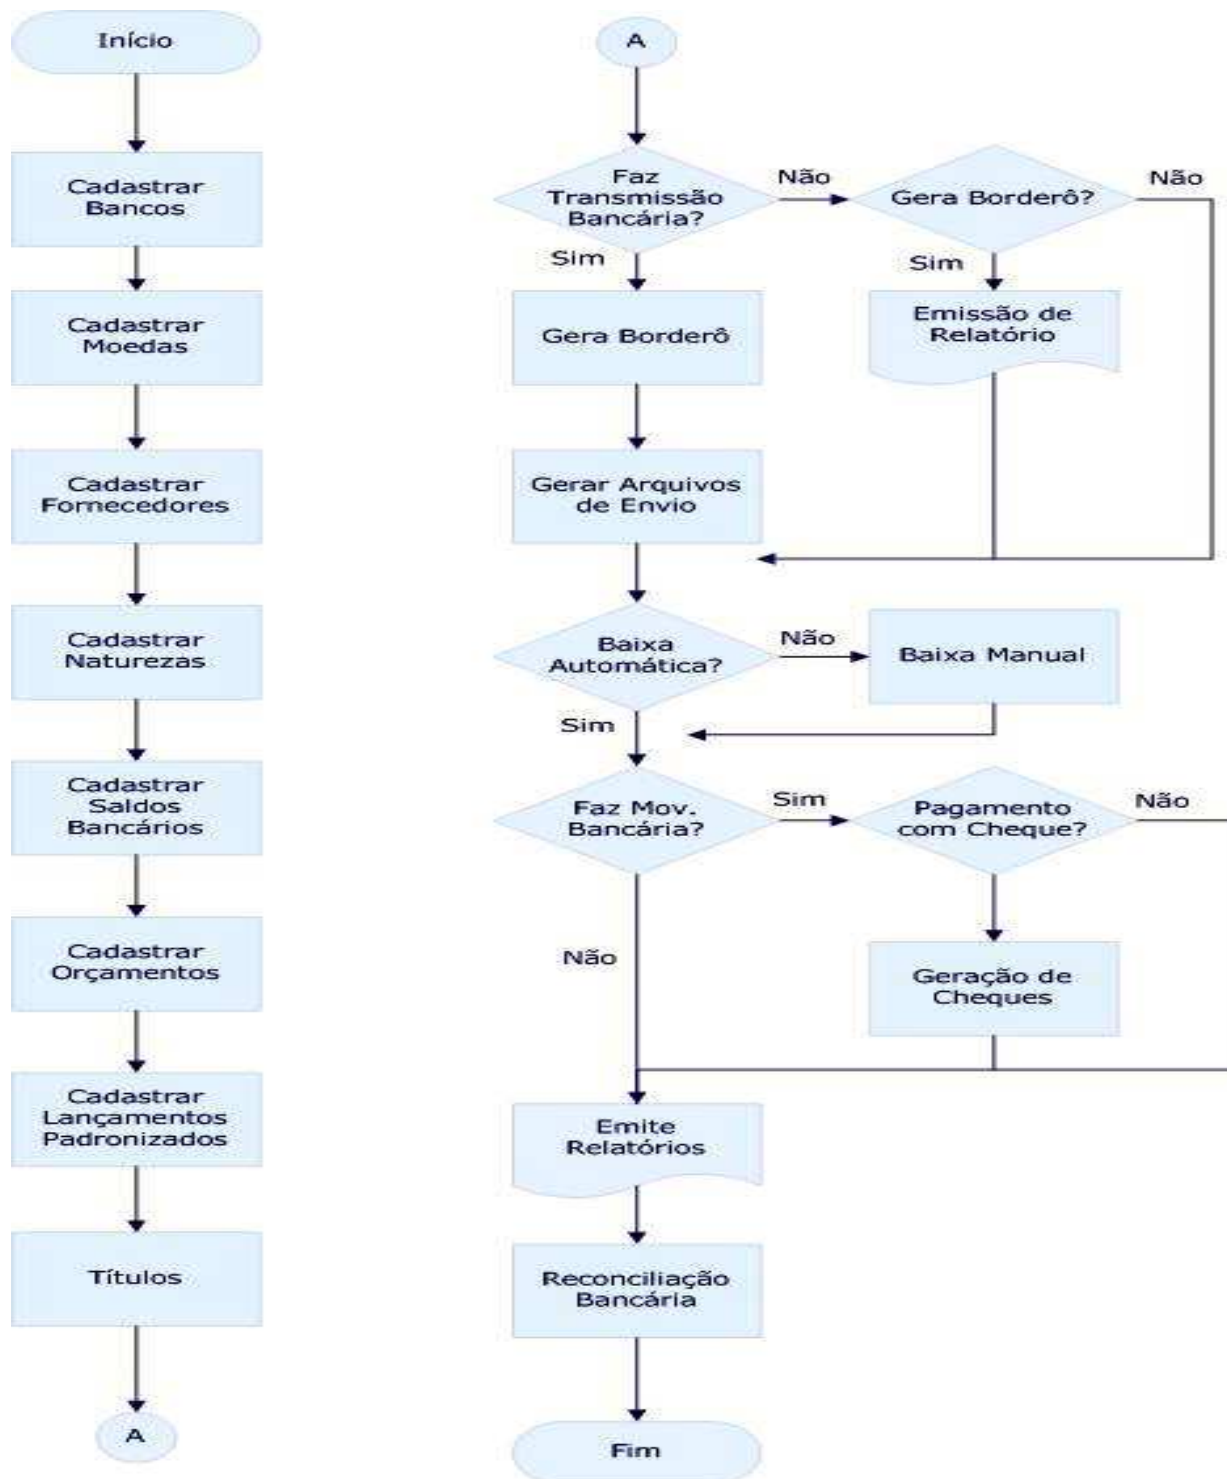 Início
Cadastrar
Bancos
Cadastrar
Moedas
Cadastrar
Fornecedores
Cadastrar
Naturezas
Cadastrar
Saldos
Bancários
Cadastrar
Orçamentos
Cadastrar
Lançamentos
Padronizados
Títulos
A
A
Faz
Transmissão
Bancária?
Não
Gera Borderô?
Não
Sim
Sim
Gera Borderô
Emissão de
Relatório
Gerar Arquivos
de Envio
Baixa
Automática?
Não
Baixa Manual
Sim
Faz Mov.
Bancária?
Sim
Pagamento
com Cheque?
Não
Não
Geração de
Cheques
Emite
Relatórios
Reconciliação
Bancária
Fim